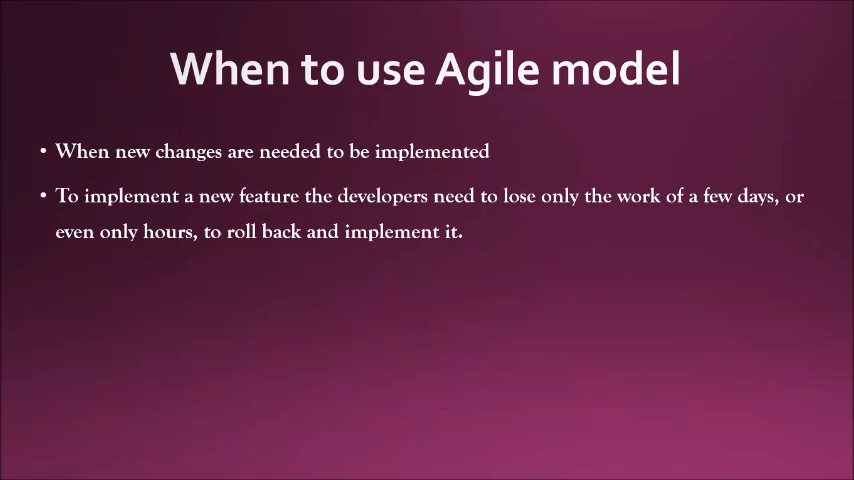 When to use Agile model
• When new changes are needed to be implemented
• To implement a new feature the developers need to lose only the work of a few days, or
even only hours, to roll back and implement it.